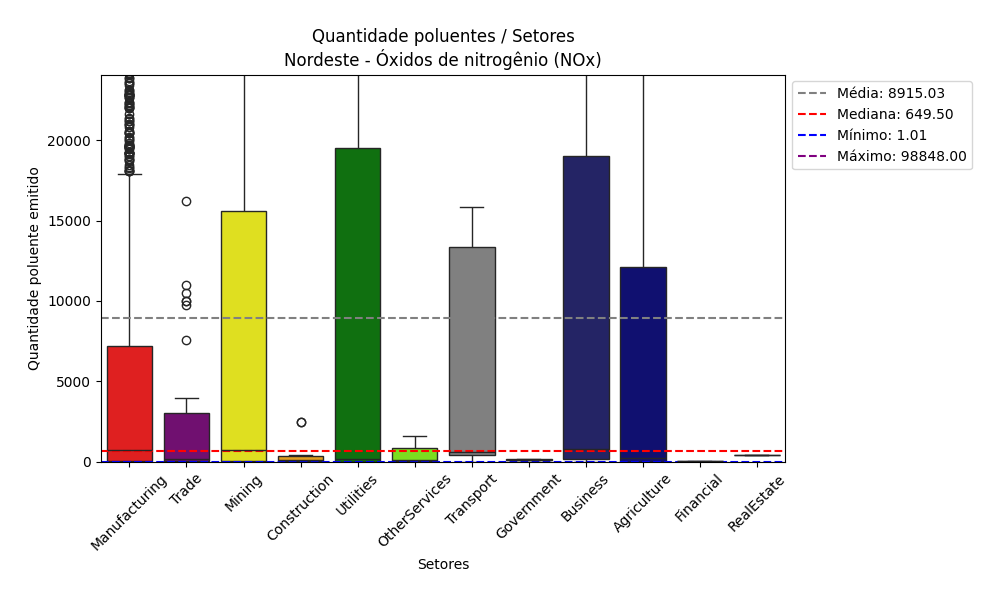 Quantidade poluentes / Setores
Nordeste - Óxidos de nitrogênio (NOx)
Média: 8915.03
Mediana: 649.50
Mínimo: 1.01
Máximo: 98848.00
Quantidade poluente emitido
20000
15000
10000
5000
0
Manufacturing
Trade
Mining
Construction
Utilities
OtherServices
Transport
Government
Business
Agriculture
Financial
RealEstate
Setores